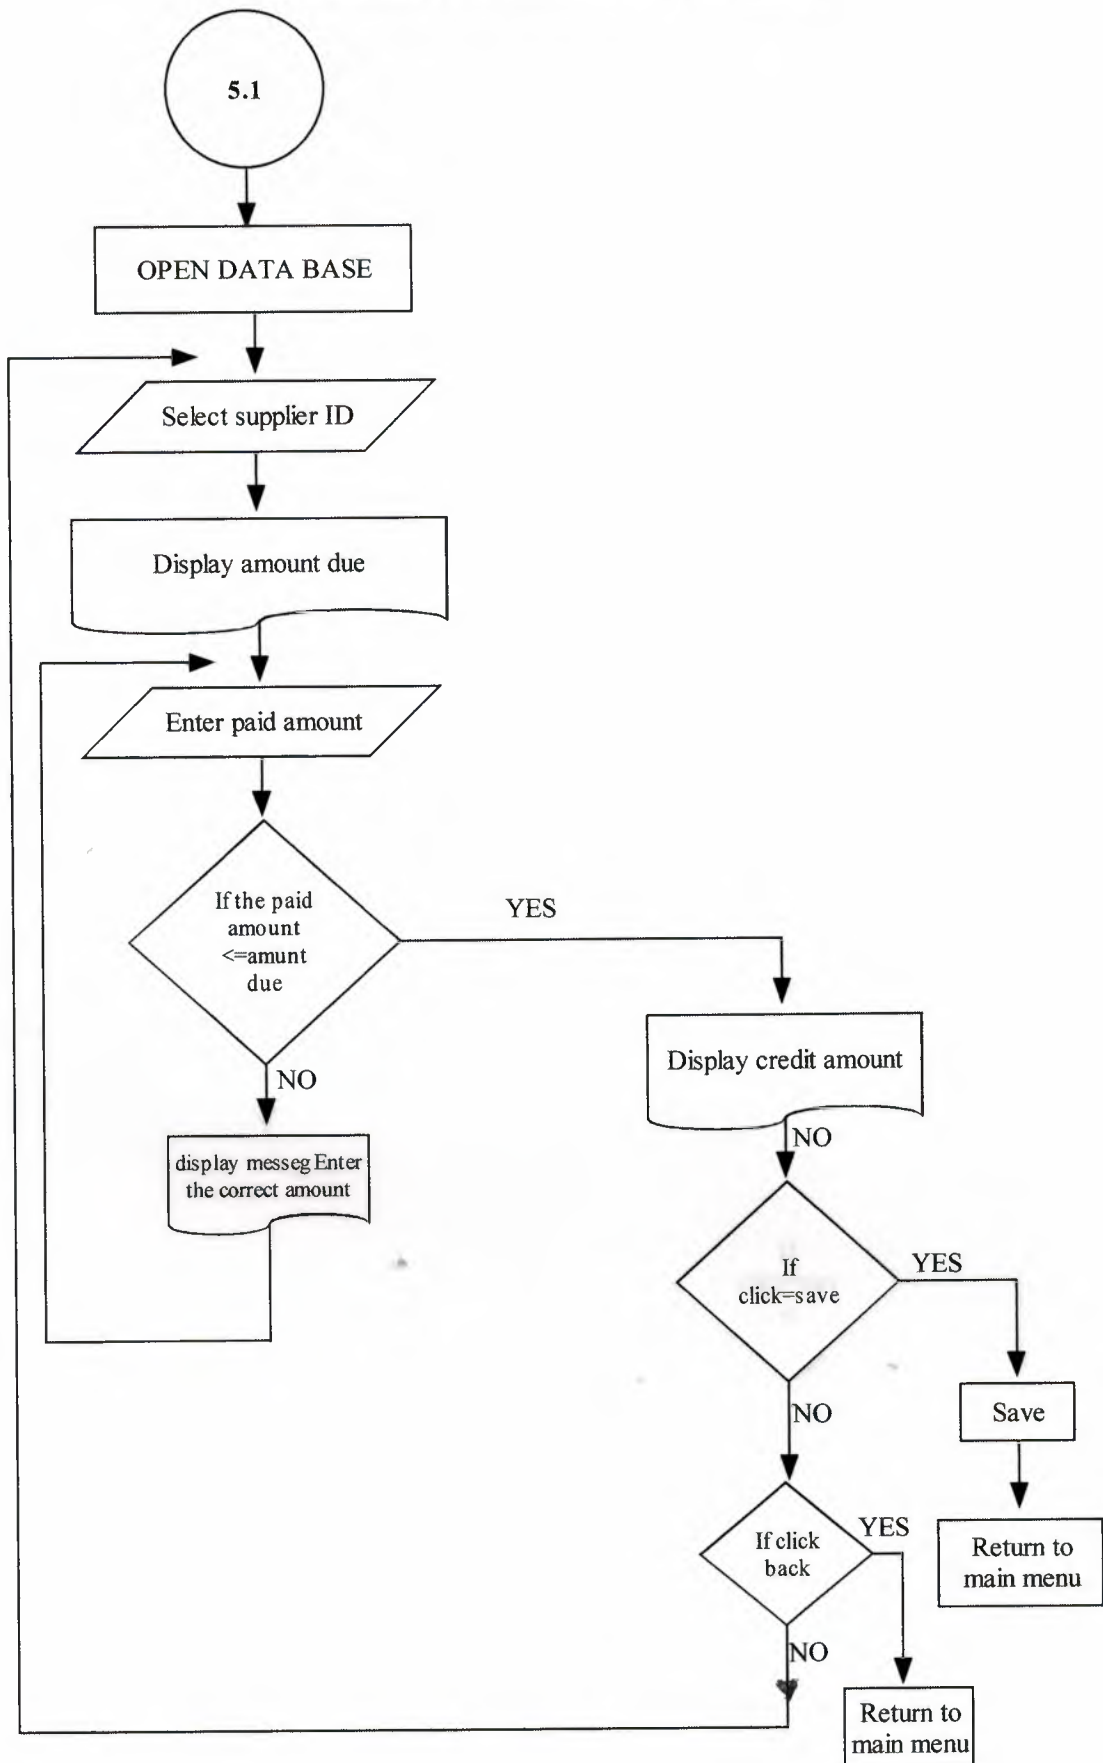 5.1
OPEN DATA BASE
Select supplier ID
Display amount due
Enter paid amount
If the paid
amount
<=amunt
due
YES
NO
display messeg Enter
the correct amount
Display credit amount
NO
If
click=save
YES
NO
Save
Return to
main menu
If click
back
YES
NO
Return to
main menu